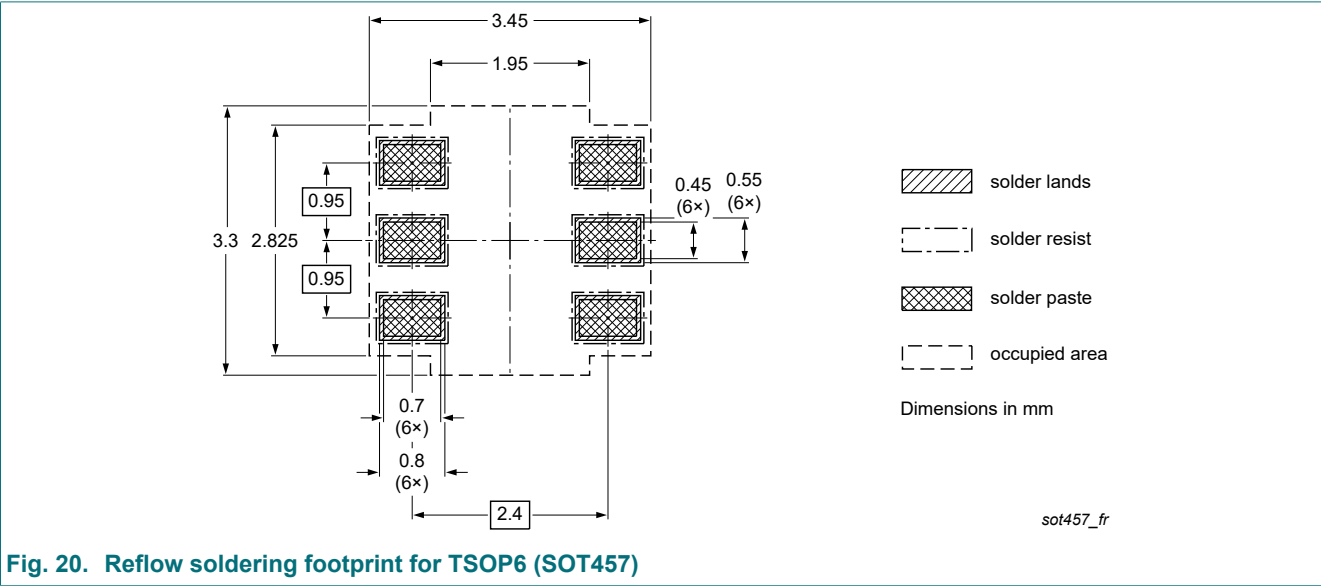 3.45
1.95
0.95
3.3
2.825
0.95
0.45
(6×)
0.55
(6×)
0.7
(6×)
0.8
(6×)
2.4
solder lands
solder resist
solder paste
occupied area
Dimensions in mm
sot457_fr
Fig. 20. Reflow soldering footprint for TSOP6 (SOT457)